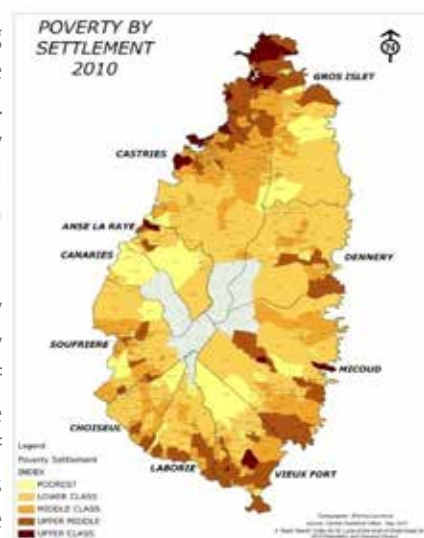 POVERTY BY
SETTLEMENT
2010
N
GROS ISLET
CASTRIES
ANSE LA RAYE
CANARIES
DENNERY
SOUFRIERE
MICOUD
CHOISEUL
LABORIE
VIEUX FORT
Legend
Poverty Settlement
INDEX
POOREST
LOWER CLASS
MIDDLE CLASS
UPPER MIDDLE
UPPER CLASS